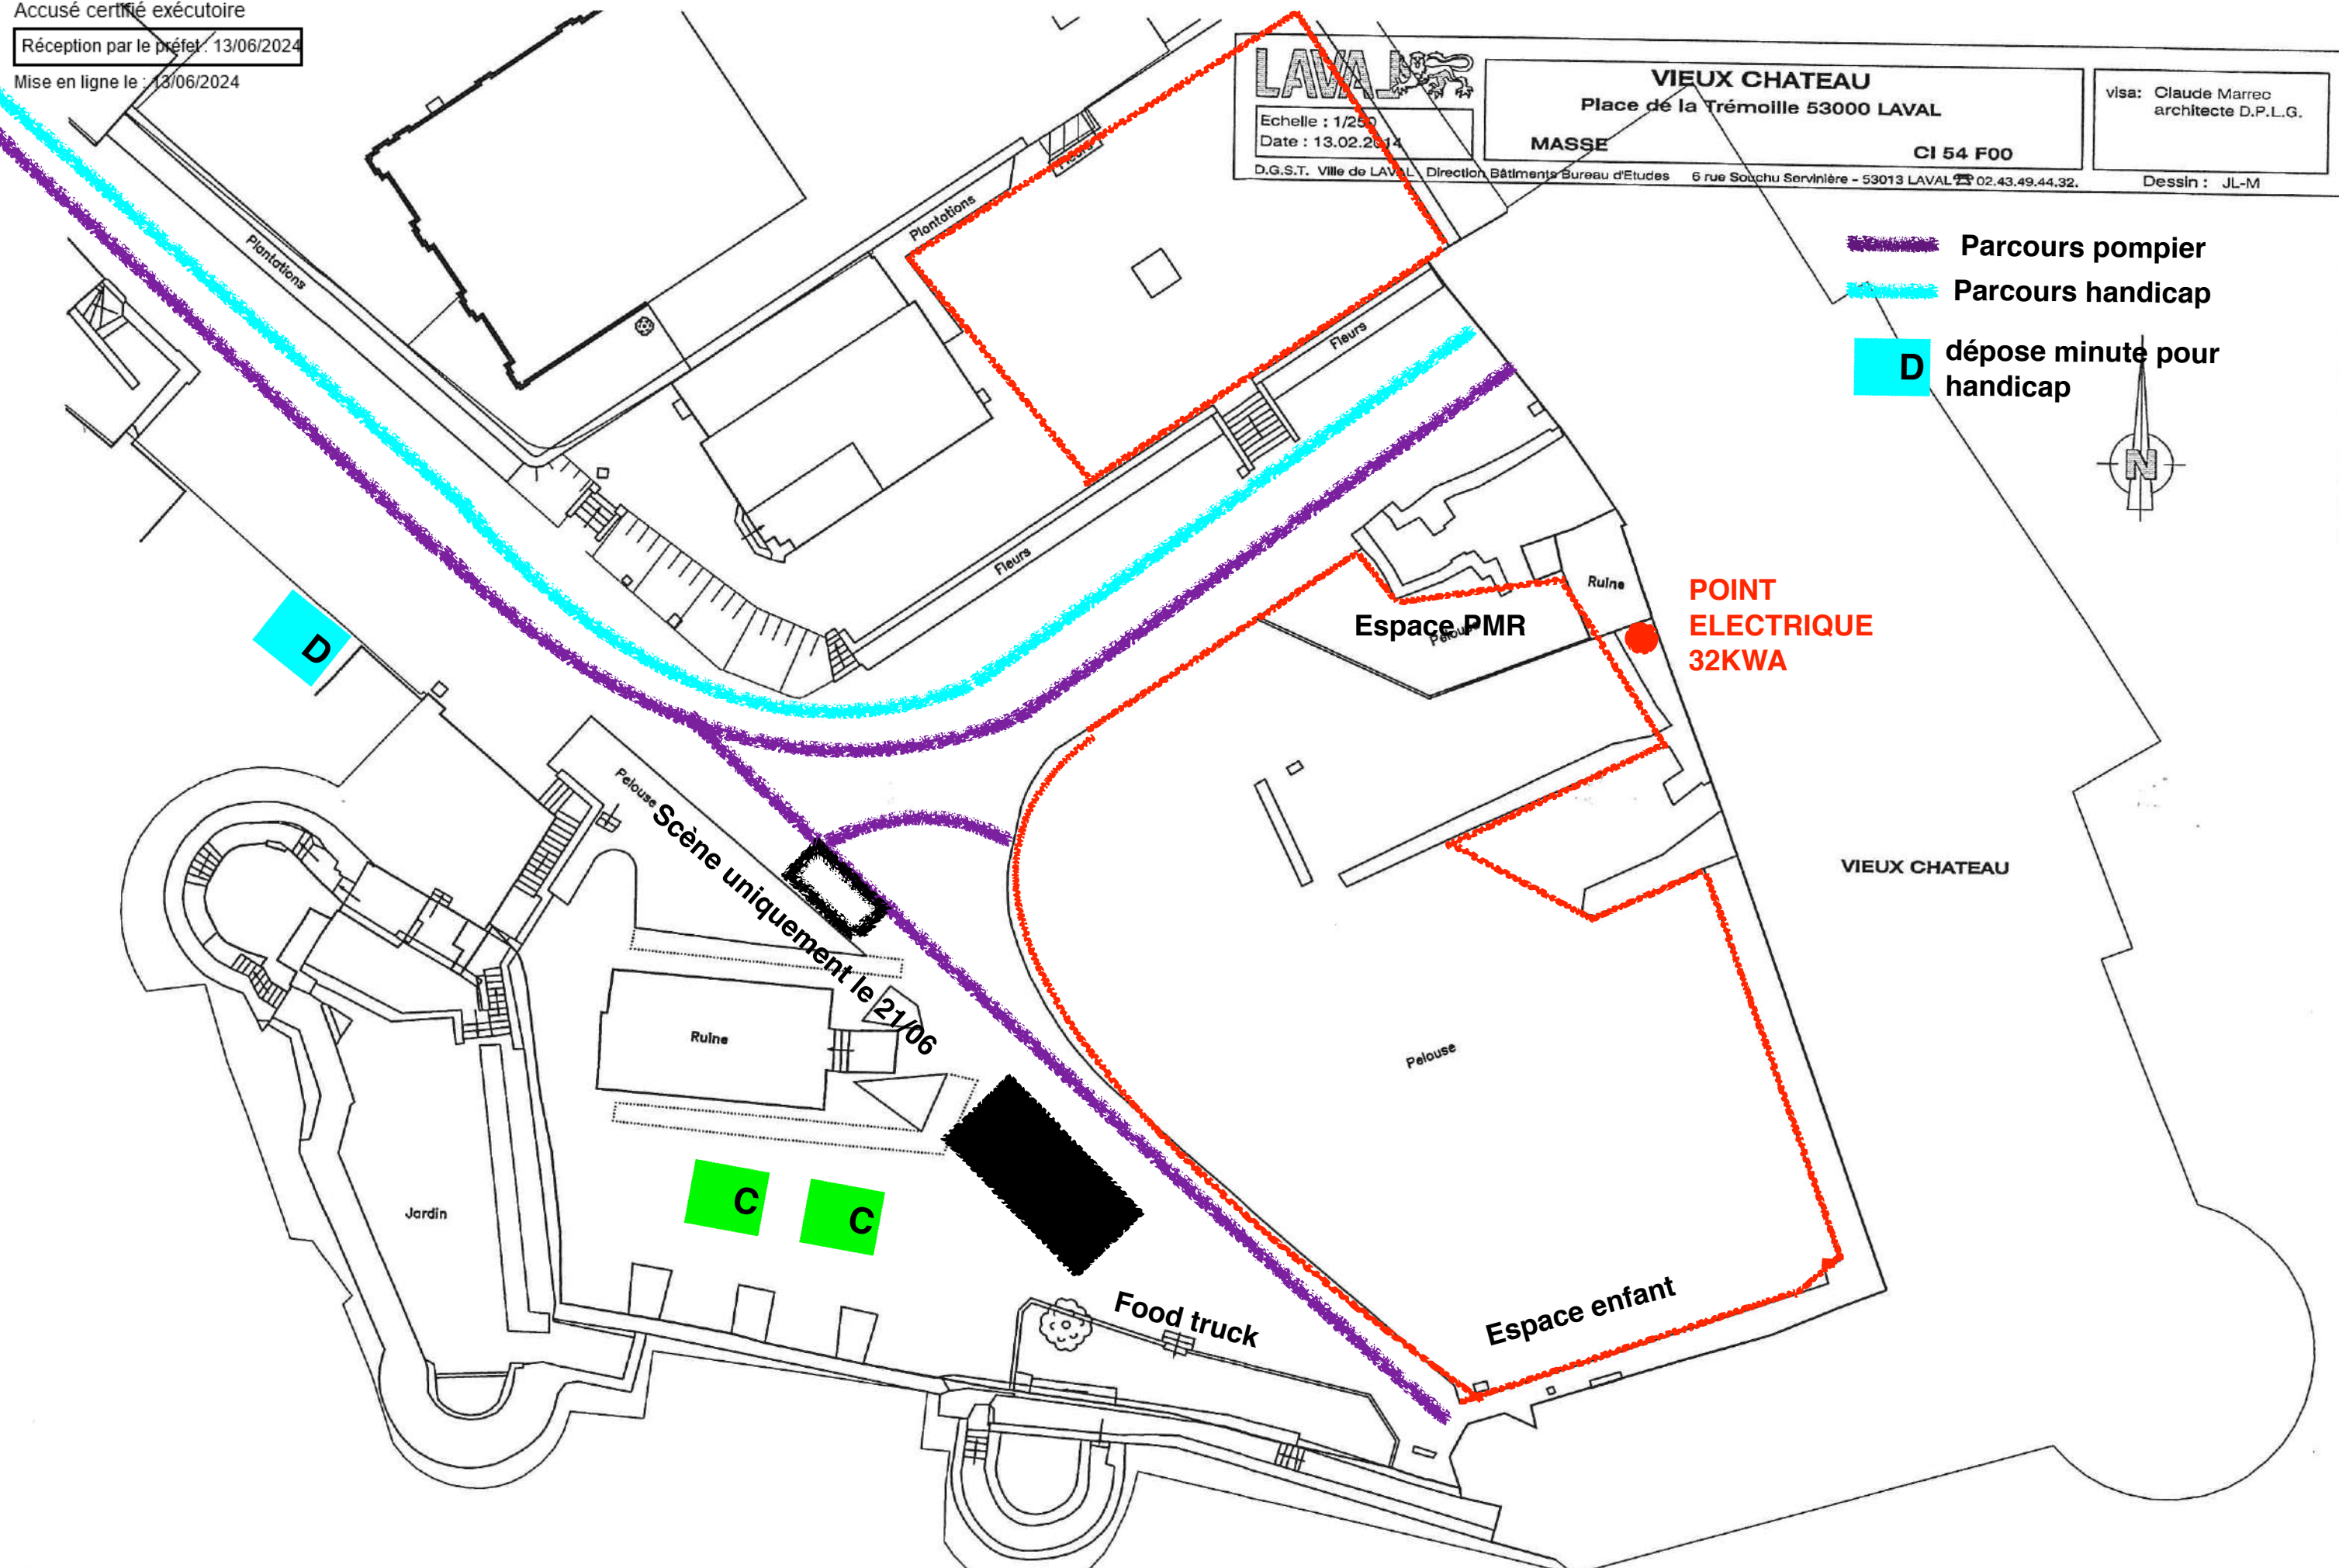 Accusé certifié exécutoire
Réception par le préfet : 13/06/2024
Mise en ligne le : 13/06/2024
LAVAL
Echelle : 1/250
Date : 13.02.2014
VIEUX CHATEAU
Place de la Trémoille 53000 LAVAL
MASSE
CI 54 F00
visa: Claude Marrec
architecte D.P.L.G.
D.G.S.T. Ville de LAVAL Direction Bâtiments Bureau d'Etudes 6 rue Souchu Servinière - 53013 LAVAL ☎ 02.43.49.44.32.
Dessin : JL-M
Parcours pompier
Parcours handicap
D
dépose minute pour
handicap
N
Plantations
Plantations
Fleurs
Fleurs
Fleurs
Ruine
POINT
ELECTRIQUE
32KWA
Espace PMR
Pelouse
D
Pelouse
Scène uniquement le 21/06
VIEUX CHATEAU
Ruine
Pelouse
C
C
Jardin
Food truck
Espace enfant